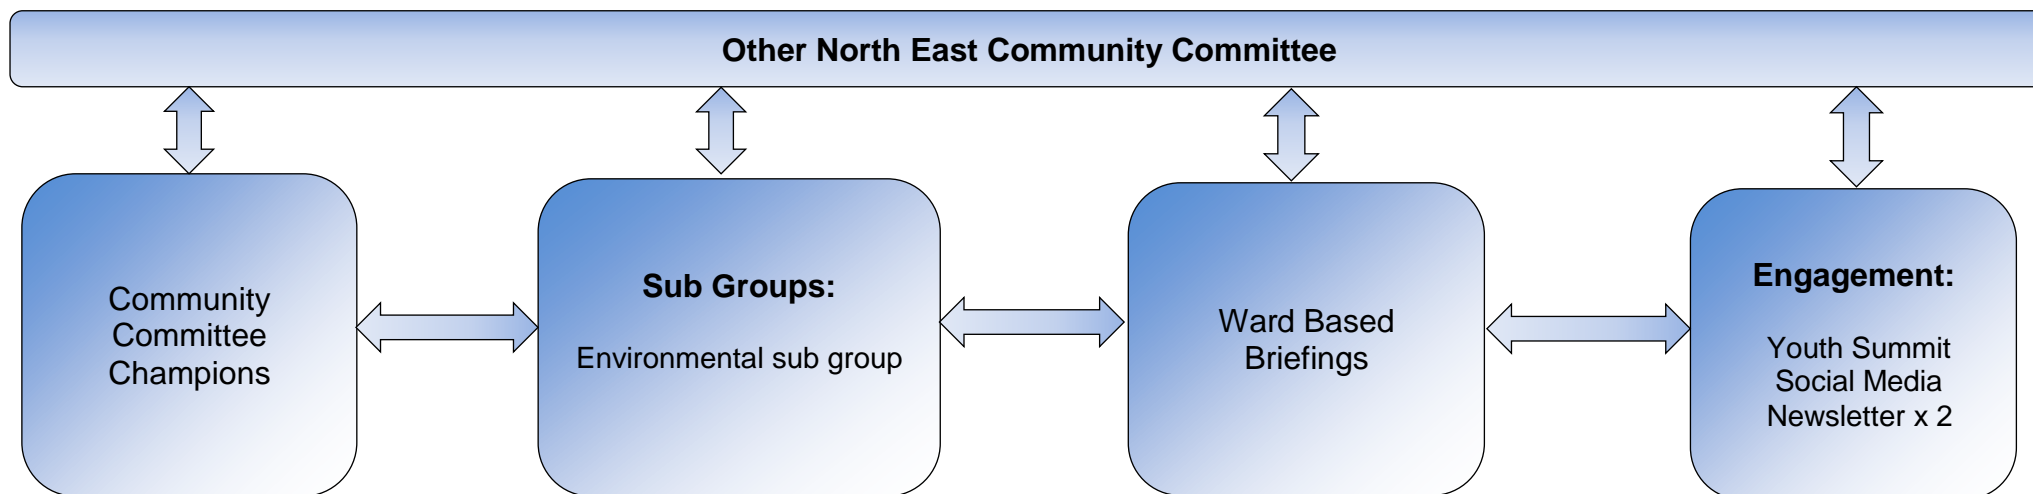 Other North East Community Committee
Community
Committee
Champions
Sub Groups:
Environmental sub group
Ward Based
Briefings
Engagement:
Youth Summit
Social Media
Newsletter x 2